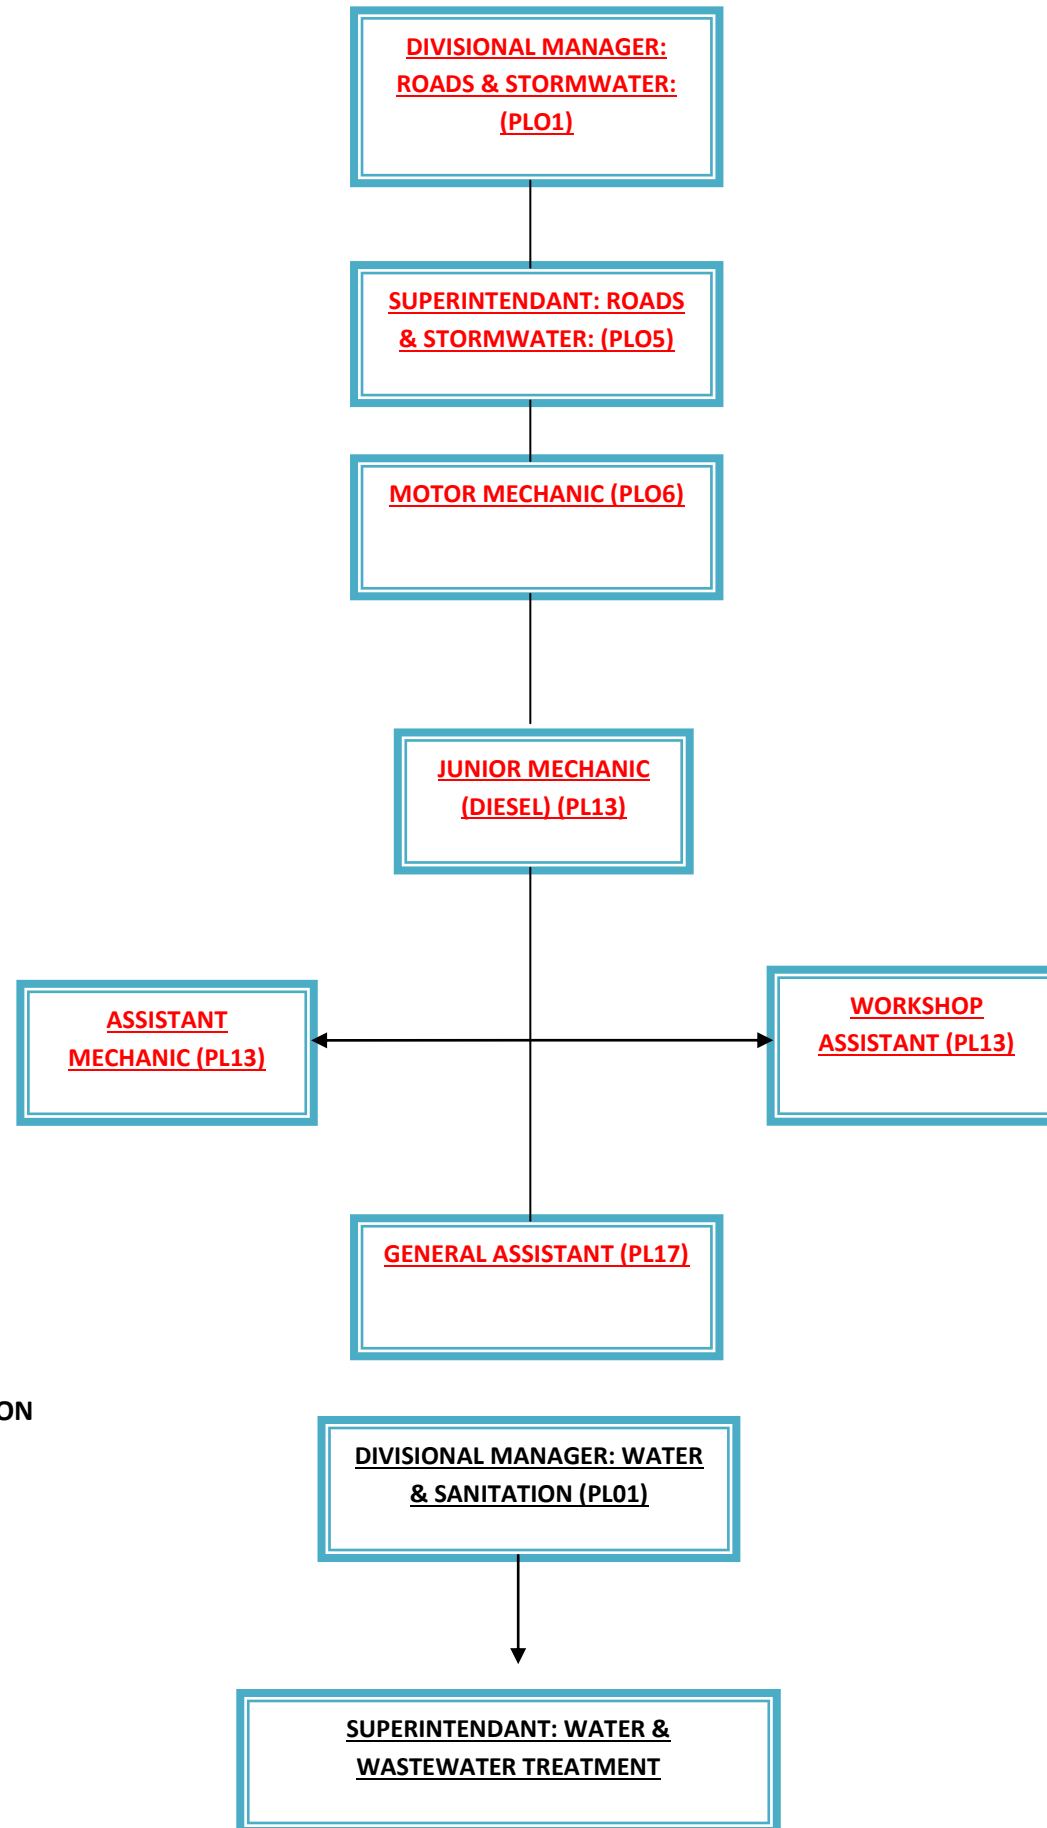 DIVISIONAL MANAGER:
ROADS & STORMWATER:
(PLO1)
SUPERINTENDANT: ROADS
& STORMWATER: (PLO5)
MOTOR MECHANIC (PLO6)
JUNIOR MECHANIC
(DIESEL) (PL13)
ASSISTANT
MECHANIC (PL13)
WORKSHOP
ASSISTANT (PL13)
GENERAL ASSISTANT (PL17)
ON
DIVISIONAL MANAGER: WATER
& SANITATION (PL01)
SUPERINTENDANT: WATER &
WASTEWATER TREATMENT